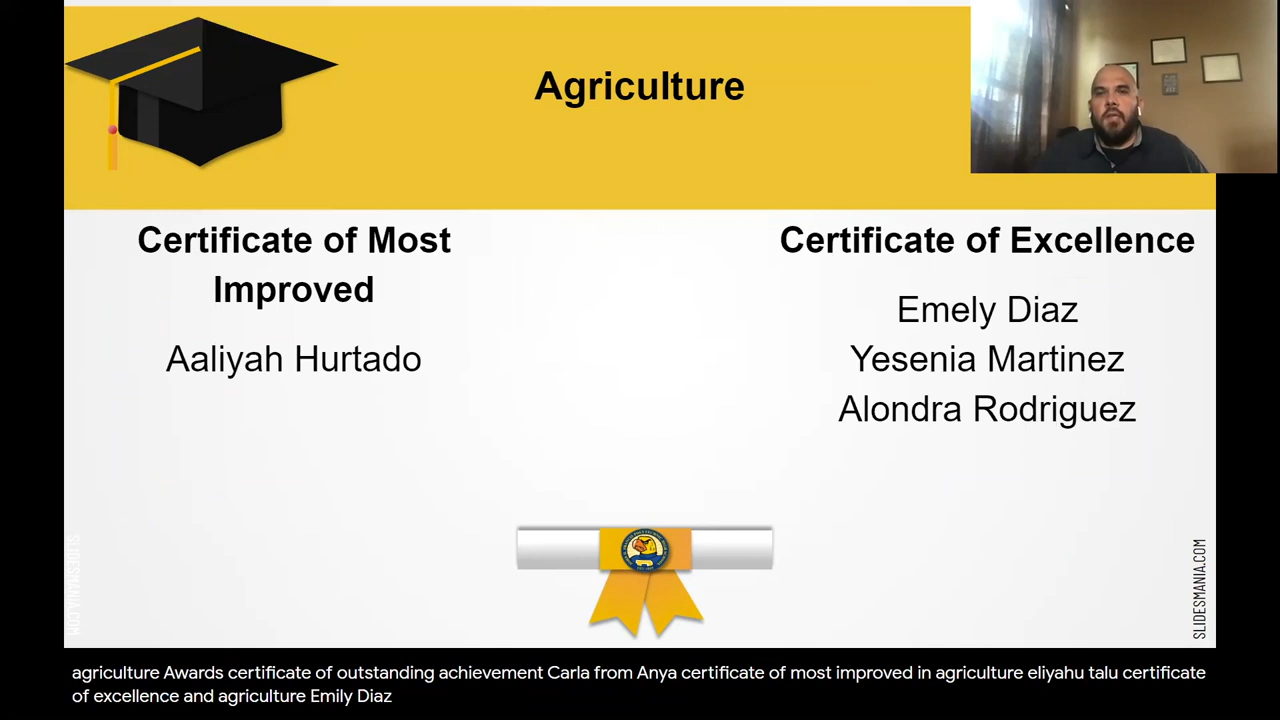 Agriculture
Certificate of Most
Improved
Aaliyah Hurtado
Certificate of Excellence
Emely Diaz
Yesenia Martinez
Alondra Rodriguez
SLIDESMANIA.COM
SLIDESMANIA.COM
agriculture Awards certificate of outstanding achievement Carla from Anya certificate of most improved in agriculture eliyahu talu certificate
of excellence and agriculture Emily Diaz